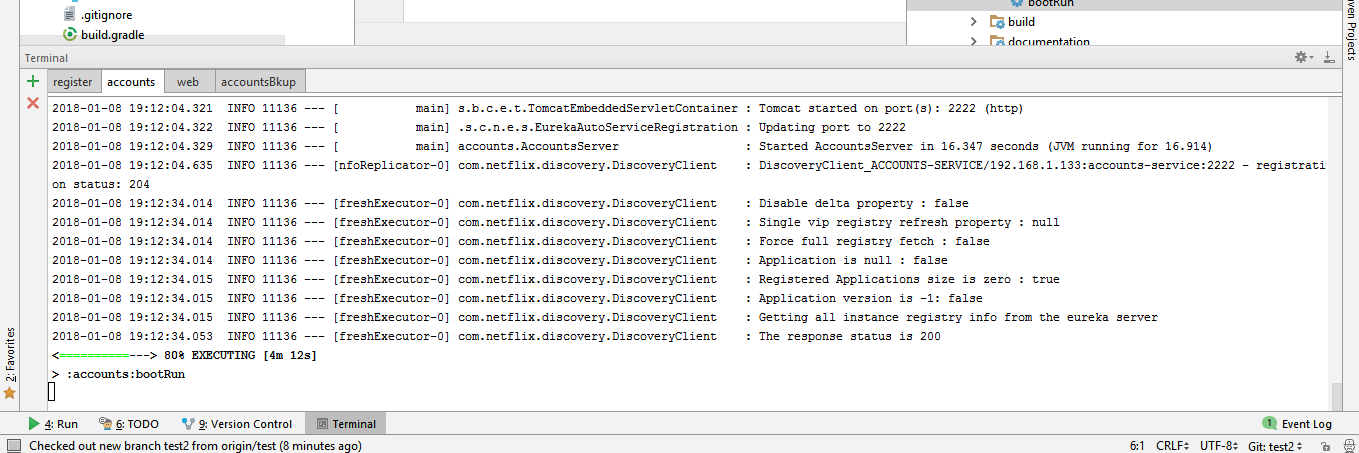 bootRun
.gitignore
build
build.gradle
documentation
Maven Projects
Terminal
register accounts web accountsBkup
2018-01-08 19:12:04.321  INFO 11136 --- [           main] s.b.c.e.t.TomcatEmbeddedServletContainer : Tomcat started on port(s): 2222 (http)
2018-01-08 19:12:04.322  INFO 11136 --- [           main] .s.c.n.e.s.EurekaAutoServiceRegistration : Updating port to 2222
2018-01-08 19:12:04.329  INFO 11136 --- [           main] accounts.AccountsServer                  : Started AccountsServer in 16.347 seconds (JVM running for 16.914)
2018-01-08 19:12:04.635  INFO 11136 --- [nfoReplicator-0] com.netflix.discovery.DiscoveryClient    : DiscoveryClient_ACCOUNTS-SERVICE/192.168.1.133:accounts-service:2222 - registrati
on status: 204
2018-01-08 19:12:34.014  INFO 11136 --- [freshExecutor-0] com.netflix.discovery.DiscoveryClient    : Disable delta property : false
2018-01-08 19:12:34.014  INFO 11136 --- [freshExecutor-0] com.netflix.discovery.DiscoveryClient    : Single vip registry refresh property : null
2018-01-08 19:12:34.014  INFO 11136 --- [freshExecutor-0] com.netflix.discovery.DiscoveryClient    : Force full registry fetch : false
2018-01-08 19:12:34.014  INFO 11136 --- [freshExecutor-0] com.netflix.discovery.DiscoveryClient    : Application is null : false
2018-01-08 19:12:34.015  INFO 11136 --- [freshExecutor-0] com.netflix.discovery.DiscoveryClient    : Registered Applications size is zero : true
2018-01-08 19:12:34.015  INFO 11136 --- [freshExecutor-0] com.netflix.discovery.DiscoveryClient    : Application version is -1: false
2018-01-08 19:12:34.015  INFO 11136 --- [freshExecutor-0] com.netflix.discovery.DiscoveryClient    : Getting all instance registry info from the eureka server
2018-01-08 19:12:34.053  INFO 11136 --- [freshExecutor-0] com.netflix.discovery.DiscoveryClient    : The response status is 200
<==========---> 80% EXECUTING [4m 12s]
> :accounts:bootRun
2: Favorites
4: Run 6: TODO 9: Version Control Terminal 1 Event Log
Checked out new branch test2 from origin/test (8 minutes ago) 6:1 CRLF UTF-8 Git: test2